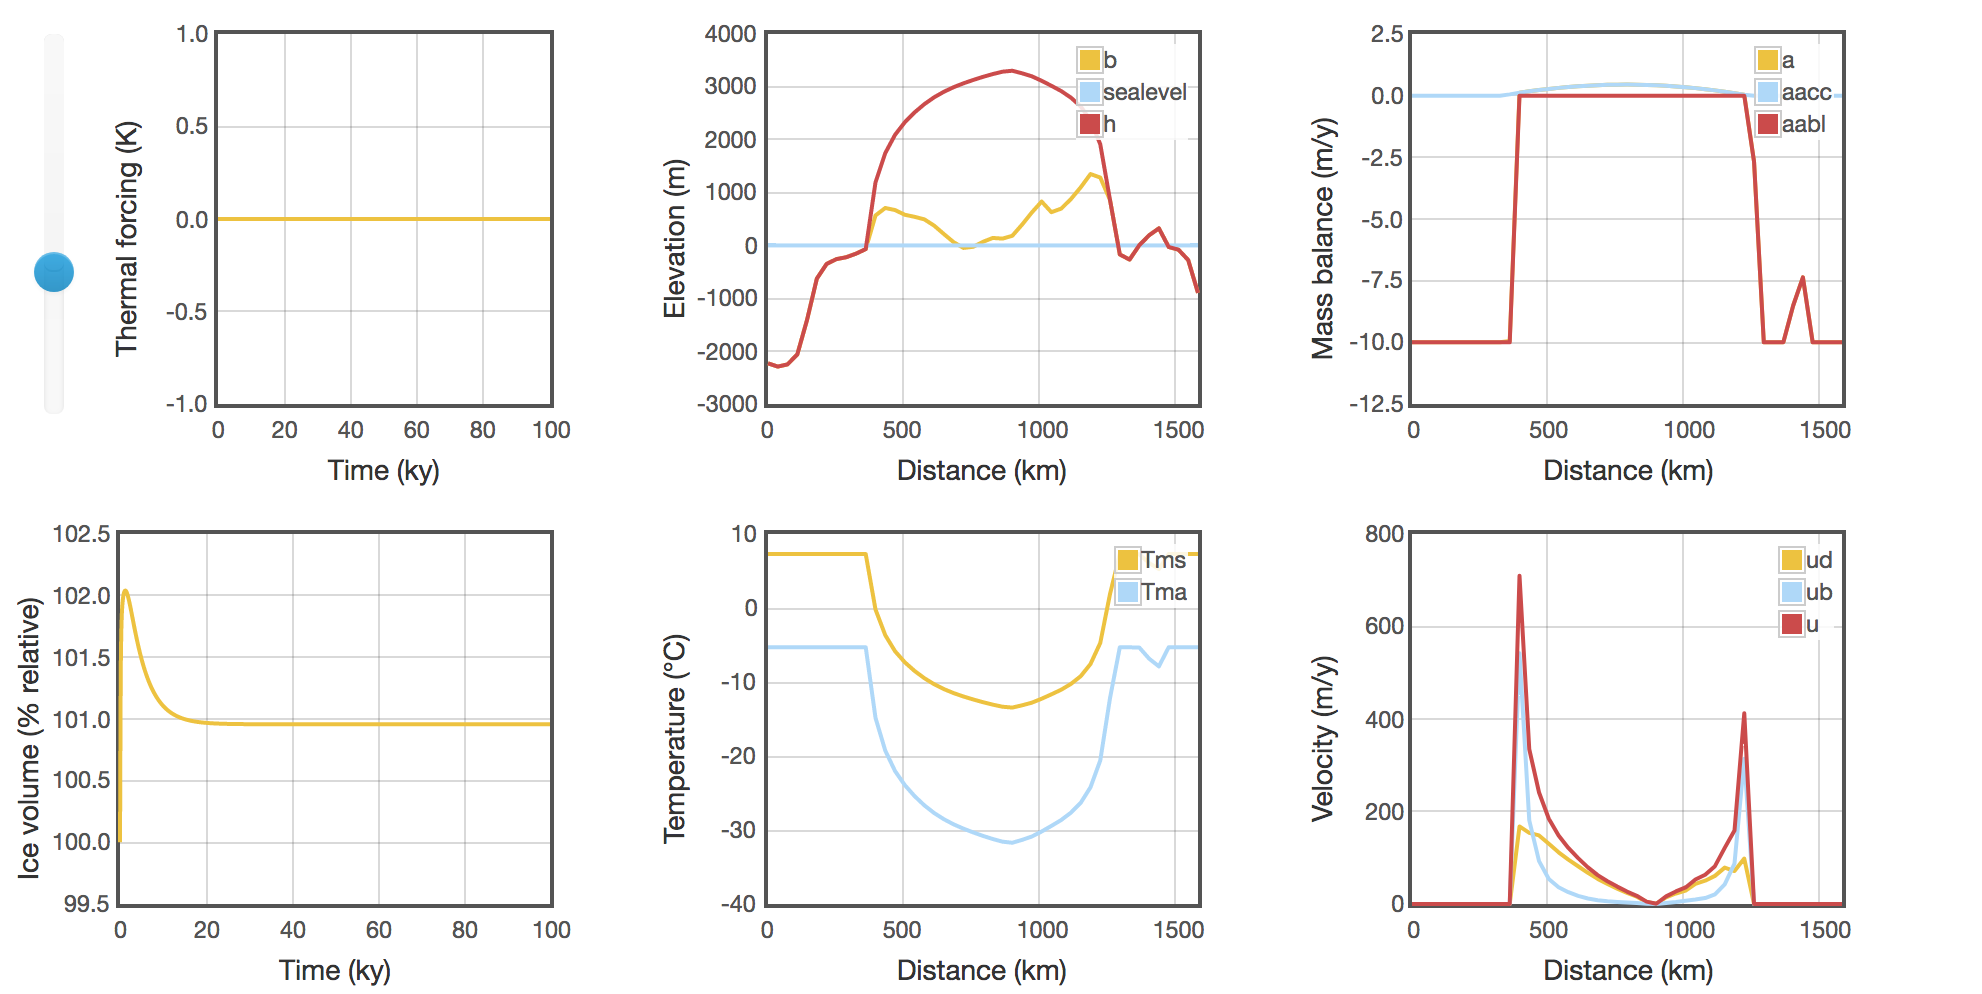 1.0
0.5
0.0
-0.5
-1.0
0 20 40 60 80 100
Time (ky)
Thermal forcing (K)
4000
3000
2000
1000
0
-1000
-2000
-3000
0 500 1000 1500
Distance (km)
Elevation (m)
b
sealevel
h
2.5
0.0
-2.5
-5.0
-7.5
-10.0
-12.5
0 500 1000 1500
Distance (km)
Mass balance (m/y)
a
aacc
aabl
102.5
102.0
101.5
101.0
100.5
100.0
99.5
0 20 40 60 80 100
Time (ky)
Ice volume (% relative)
10
0
-10
-20
-30
-40
0 500 1000 1500
Distance (km)
Temperature (°C)
Tms
Tma
800
600
400
200
0
0 500 1000 1500
Distance (km)
Velocity (m/y)
ud
ub
u